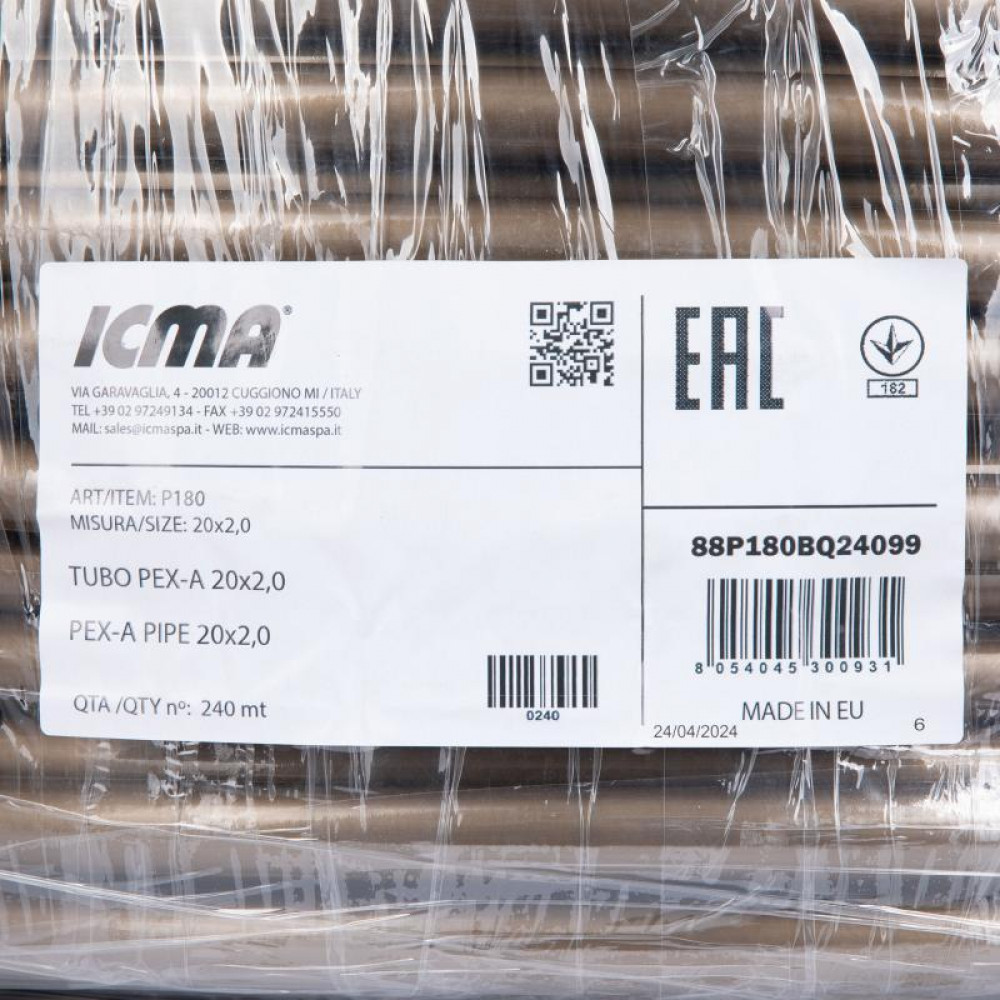 ICMA®
VIA GARAVAGLIA, 4 - 20012 CUGGIONO MI / ITALY
TEL +39 02 97249134 - FAX +39 02 972415550
MAIL: sales@icmaspa.it - WEB: www.icmaspa.it
ART/ITEM: P180
MISURA/SIZE: 20x2,0
TUBO PEX-A 20x2,0
PEX-A PIPE 20x2,0
QTA /QTY nº: 240 mt
0240
EAC
182
88P180BQ24099
8 054045 300931
MADE IN EU
24/04/2024
6